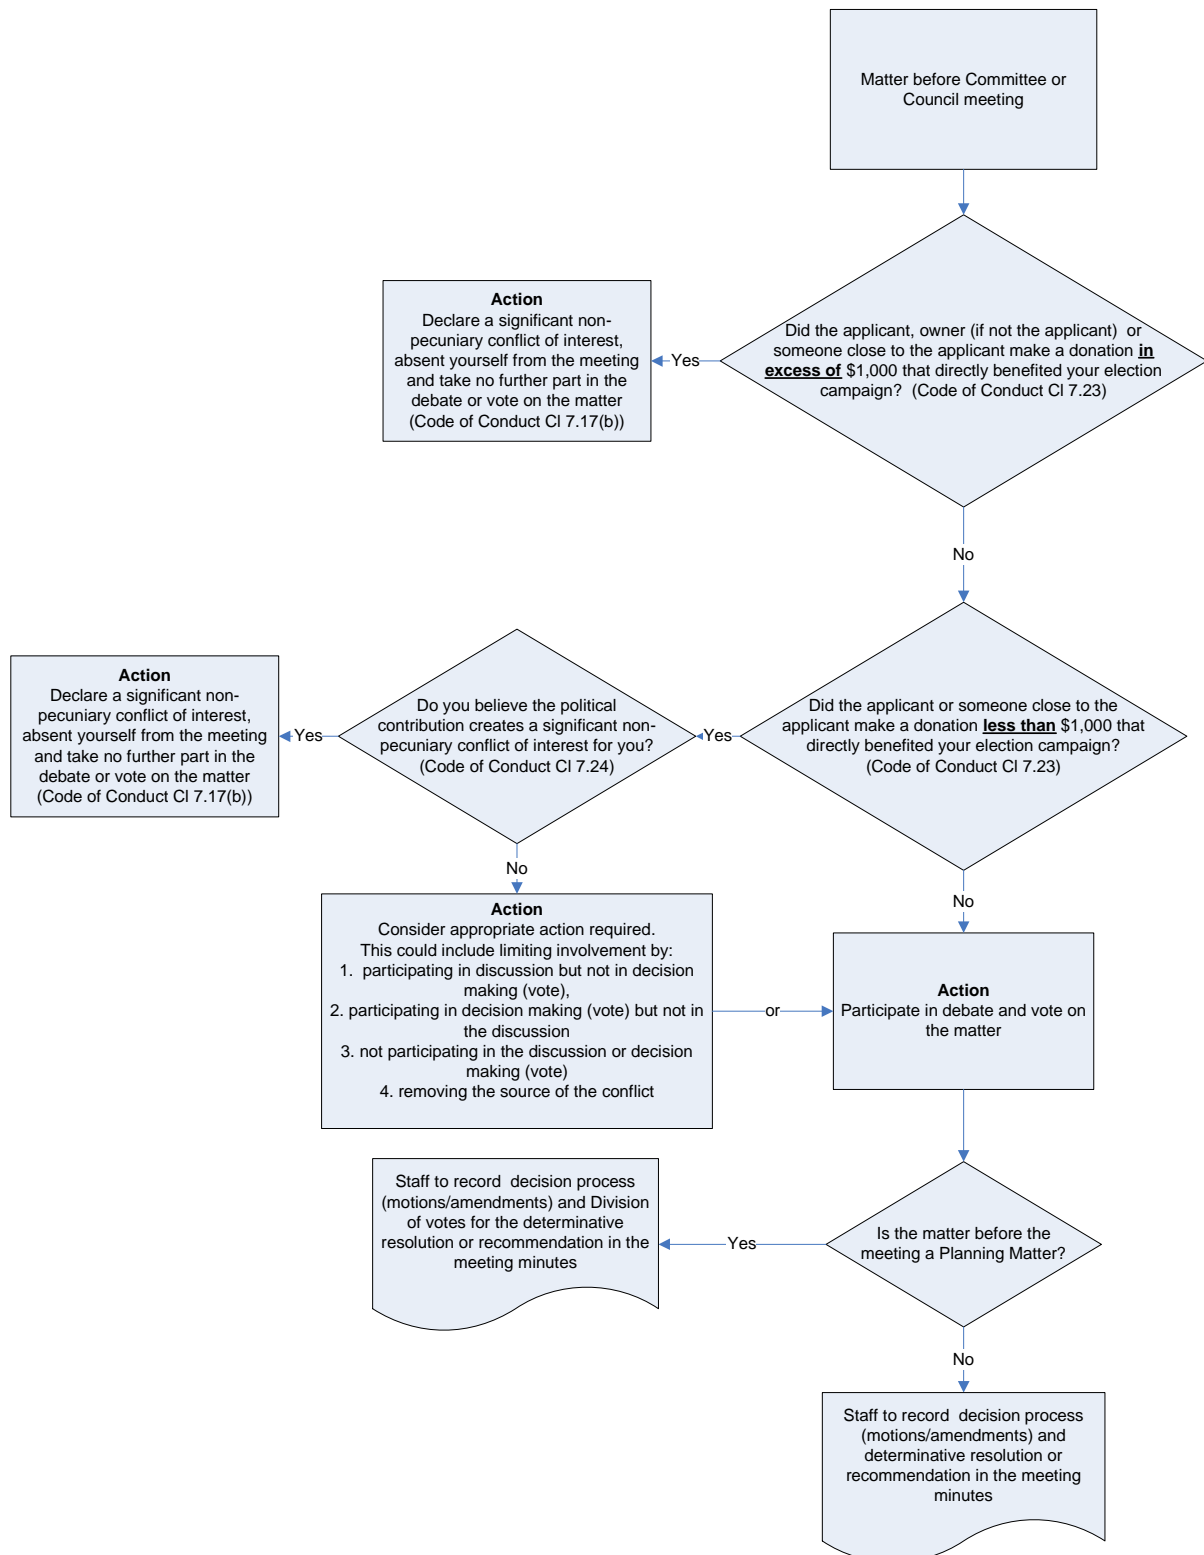 Matter before Committee or
Council meeting
Did the applicant, owner (if not the applicant)  or
someone close to the applicant make a donation in
excess of $1,000 that directly benefited your election
campaign?  (Code of Conduct Cl 7.23)
Yes
Action
Declare a significant non-
pecuniary conflict of interest,
absent yourself from the meeting
and take no further part in the
debate or vote on the matter
(Code of Conduct Cl 7.17(b))
No
Did the applicant or someone close to the
applicant make a donation less than $1,000 that
directly benefited your election campaign?
(Code of Conduct Cl 7.23)
Yes
Do you believe the political
contribution creates a significant non-
pecuniary conflict of interest for you?
(Code of Conduct Cl 7.24)
Yes
Action
Declare a significant non-
pecuniary conflict of interest,
absent yourself from the meeting
and take no further part in the
debate or vote on the matter
(Code of Conduct Cl 7.17(b))
No
Action
Consider appropriate action required.
This could include limiting involvement by:
1.  participating in discussion but not in decision
making (vote),
2. participating in decision making (vote) but not in
the discussion
3. not participating in the discussion or decision
making (vote)
4. removing the source of the conflict
or
No
Action
Participate in debate and vote on
the matter
Is the matter before the
meeting a Planning Matter?
Yes
Staff to record  decision process
(motions/amendments) and Division
of votes for the determinative
resolution or recommendation in the
meeting minutes
No
Staff to record  decision process
(motions/amendments) and
determinative resolution or
recommendation in the meeting
minutes